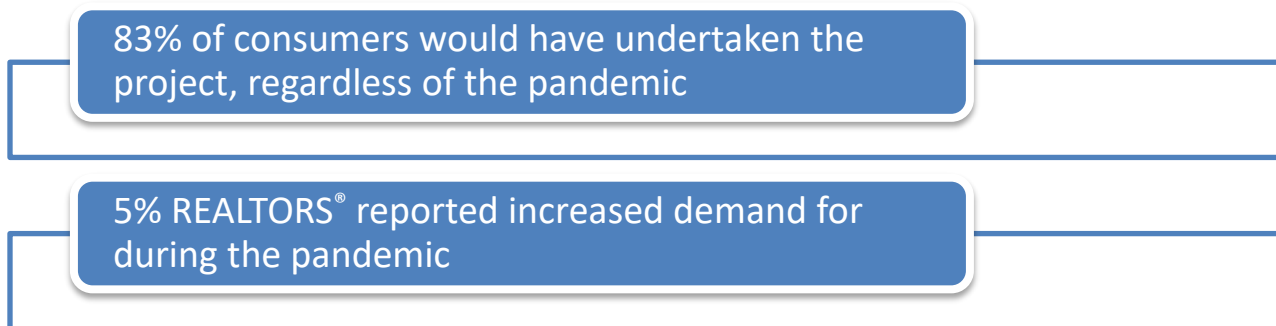 83% of consumers would have undertaken the
project, regardless of the pandemic
5% REALTORS® reported increased demand for
during the pandemic